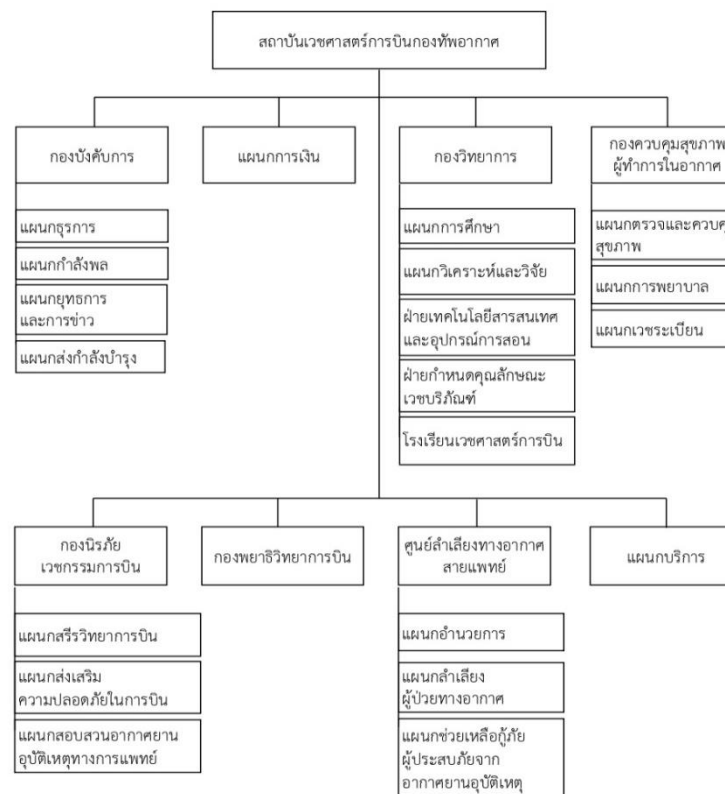 สถาบันเวชศาสตร์การบินกองทัพอากาศ
กองบังคับการ
แผนกธุรการ
แผนกกำลังพล
แผนกยุทธการ
และการข่าว
แผนกส่งกำลังบำรุง
แผนกการเงิน
กองวิทยาการ
แผนกการศึกษา
แผนกวิเคราะห์และวิจัย
ฝ่ายเทคโนโลยีสารสนเทศ
และอุปกรณ์การสอน
ฝ่ายกำหนดคุณลักษณะ
เวชบริภัณฑ์
โรงเรียนเวชศาสตร์การบิน
กองควบคุมสุขภาพ
ผู้ทำการในอากาศ
แผนกตรวจและควบคุ
สุขภาพ
แผนกการพยาบาล
แผนกเวชระเบียน
กองนิรภัย
เวชกรรมการบิน
แผนกสรีรวิทยาการบิน
แผนกส่งเสริม
ความปลอดภัยในการบิน
แผนกสอบสวนอากาศยาน
อุบัติเหตุทางการแพทย์
กองพยาธิวิทยาการบิน
ศูนย์ลำเลียงทางอากาศ
สายแพทย์
แผนกอำนวยการ
แผนกลำเลียง
ผู้ป่วยทางอากาศ
แผนกช่วยเหลือกู้ภัย
ผู้ประสบภัยจาก
อากาศยานอุบัติเหตุ
แผนกบริการ